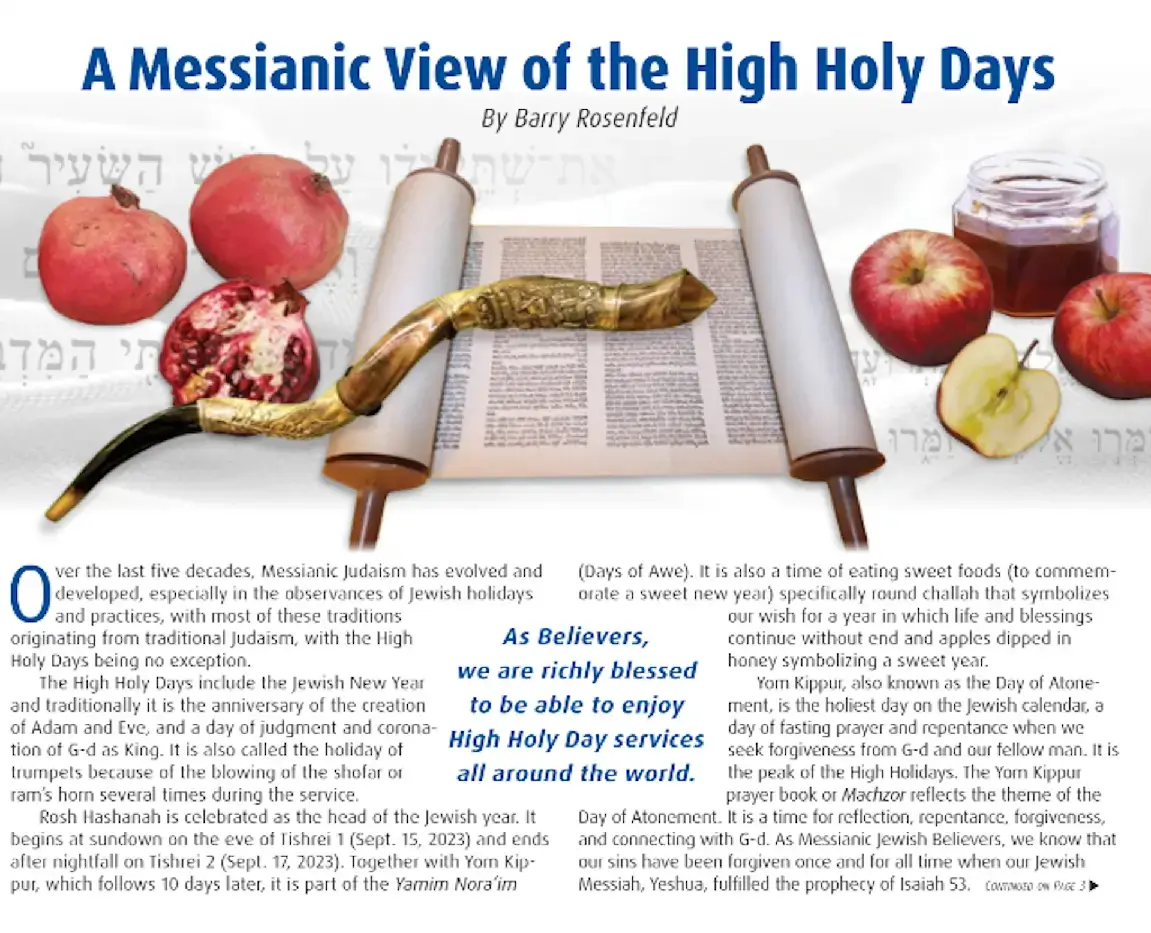 A Messianic View of the High Holy Days
By Barry Rosenfeld
Over the last five decades, Messianic Judaism has evolved and
developed, especially in the observances of Jewish holidays
and practices, with most of these traditions
originating from traditional Judaism, with the High
Holy Days being no exception.
The High Holy Days include the Jewish New Year
and traditionally it is the anniversary of the creation
of Adam and Eve, and a day of judgment and corona-
tion of G-d as King. It is also called the holiday of
trumpets because of the blowing of the shofar or
ram's horn several times during the service.
Rosh Hashanah is celebrated as the head of the Jewish year. It
begins at sundown on the eve of Tishrei 1 (Sept. 15, 2023) and ends
after nightfall on Tishrei 2 (Sept. 17, 2023). Together with Yom Kip-
pur, which follows 10 days later, it is part of the Yamim Nora'im
As Believers,
we are richly blessed
to be able to enjoy
High Holy Day services
all around the world.
(Days of Awe). It is also a time of eating sweet foods (to commem-
orate a sweet new year) specifically round challah that symbolizes
our wish for a year in which life and blessings
continue without end and apples dipped in
honey symbolizing a sweet year.
Yom Kippur, also known as the Day of Atone-
ment, is the holiest day on the Jewish calendar, a
day of fasting prayer and repentance when we
seek forgiveness from G-d and our fellow man. It is
the peak of the High Holidays. The Yom Kippur
prayer book or Machzor reflects the theme of the
Day of Atonement. It is a time for reflection, repentance, forgiveness,
and connecting with G-d. As Messianic Jewish Believers, we know that
our sins have been forgiven once and for all time when our Jewish
Messiah, Yeshua, fulfilled the prophecy of Isaiah 53. Continued on Page 3 ▶